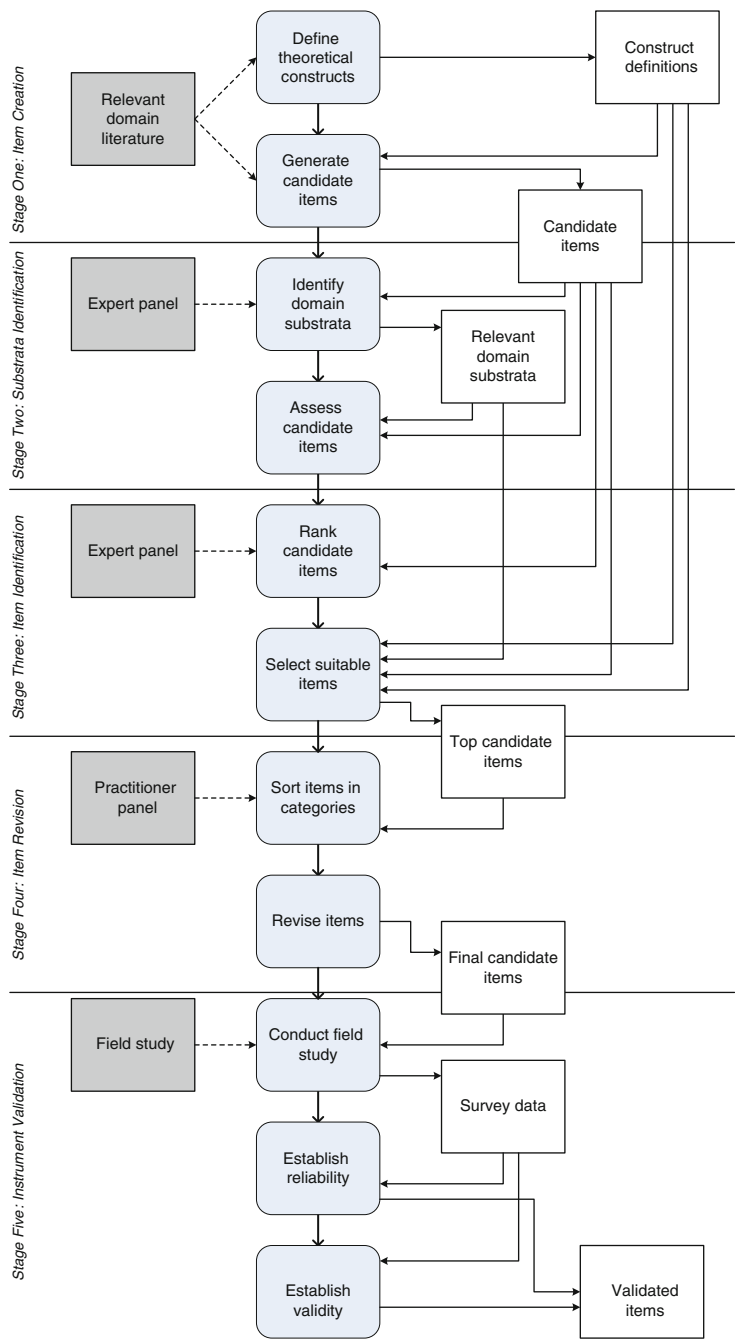 Stage One: Item Creation
Define
theoretical
constructs
Construct
definitions
Relevant
domain
literature
Generate
candidate
items
Candidate
items
Stage Two: Substrata Identification
Expert panel
Identify
domain
substrata
Relevant
domain
substrata
Assess
candidate
items
Stage Three: Item Identification
Expert panel
Rank
candidate
items
Select suitable
items
Top candidate
items
Stage Four: Item Revision
Practitioner
panel
Sort items in
categories
Revise items
Final candidate
items
Stage Five: Instrument Validation
Field study
Conduct field
study
Survey data
Establish
reliability
Establish
validity
Validated
items